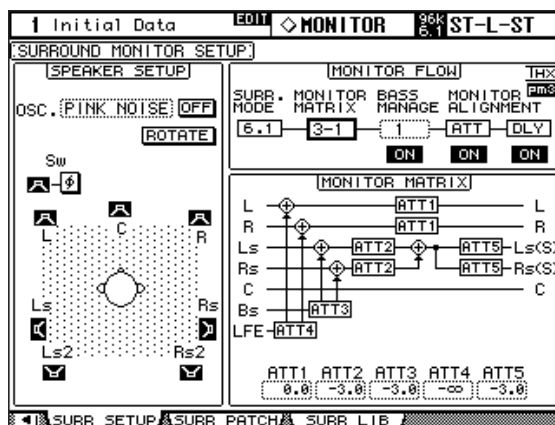 1 Initial Data EDIT ◇MONITOR 96k 6.1 ST-L-ST
SURROUND MONITOR SETUP
SPEAKER SETUP
OSC. PINK NOISE OFF
ROTATE
Sw
ϕ
L C R
Ls Rs
Ls2 Rs2
MONITOR FLOW
THX
pm3
SURR. MODE MONITOR MATRIX BASS MANAGE MONITOR ALIGNMENT
6.1 3-1 1 ATT DLY
ON ON ON
MONITOR MATRIX
L ATT1 L
R ATT1 R
Ls ATT2 ATT5 Ls(S)
Rs ATT2 ATT5 Rs(S)
C C
Bs ATT3
LFE ATT4
ATT1 ATT2 ATT3 ATT4 ATT5
0.0 -3.0 -3.0 -∞ -3.0
SURR SETUP SURR PATCH SURR LIB